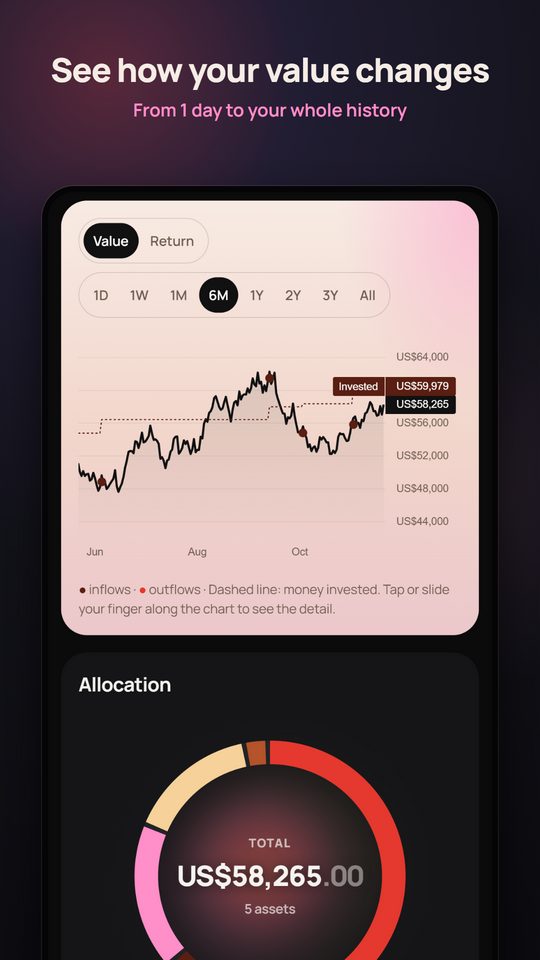 See how your value changes
From 1 day to your whole history
Value Return
1D 1W 1M 6M 1Y 2Y 3Y All
US$64,000
Invested US$59,979
US$58,265
US$56,000
US$52,000
US$48,000
US$44,000
Jun Aug Oct
● inflows · ● outflows · Dashed line: money invested. Tap or slide
your finger along the chart to see the detail.
Allocation
TOTAL
US$58,265.00
5 assets